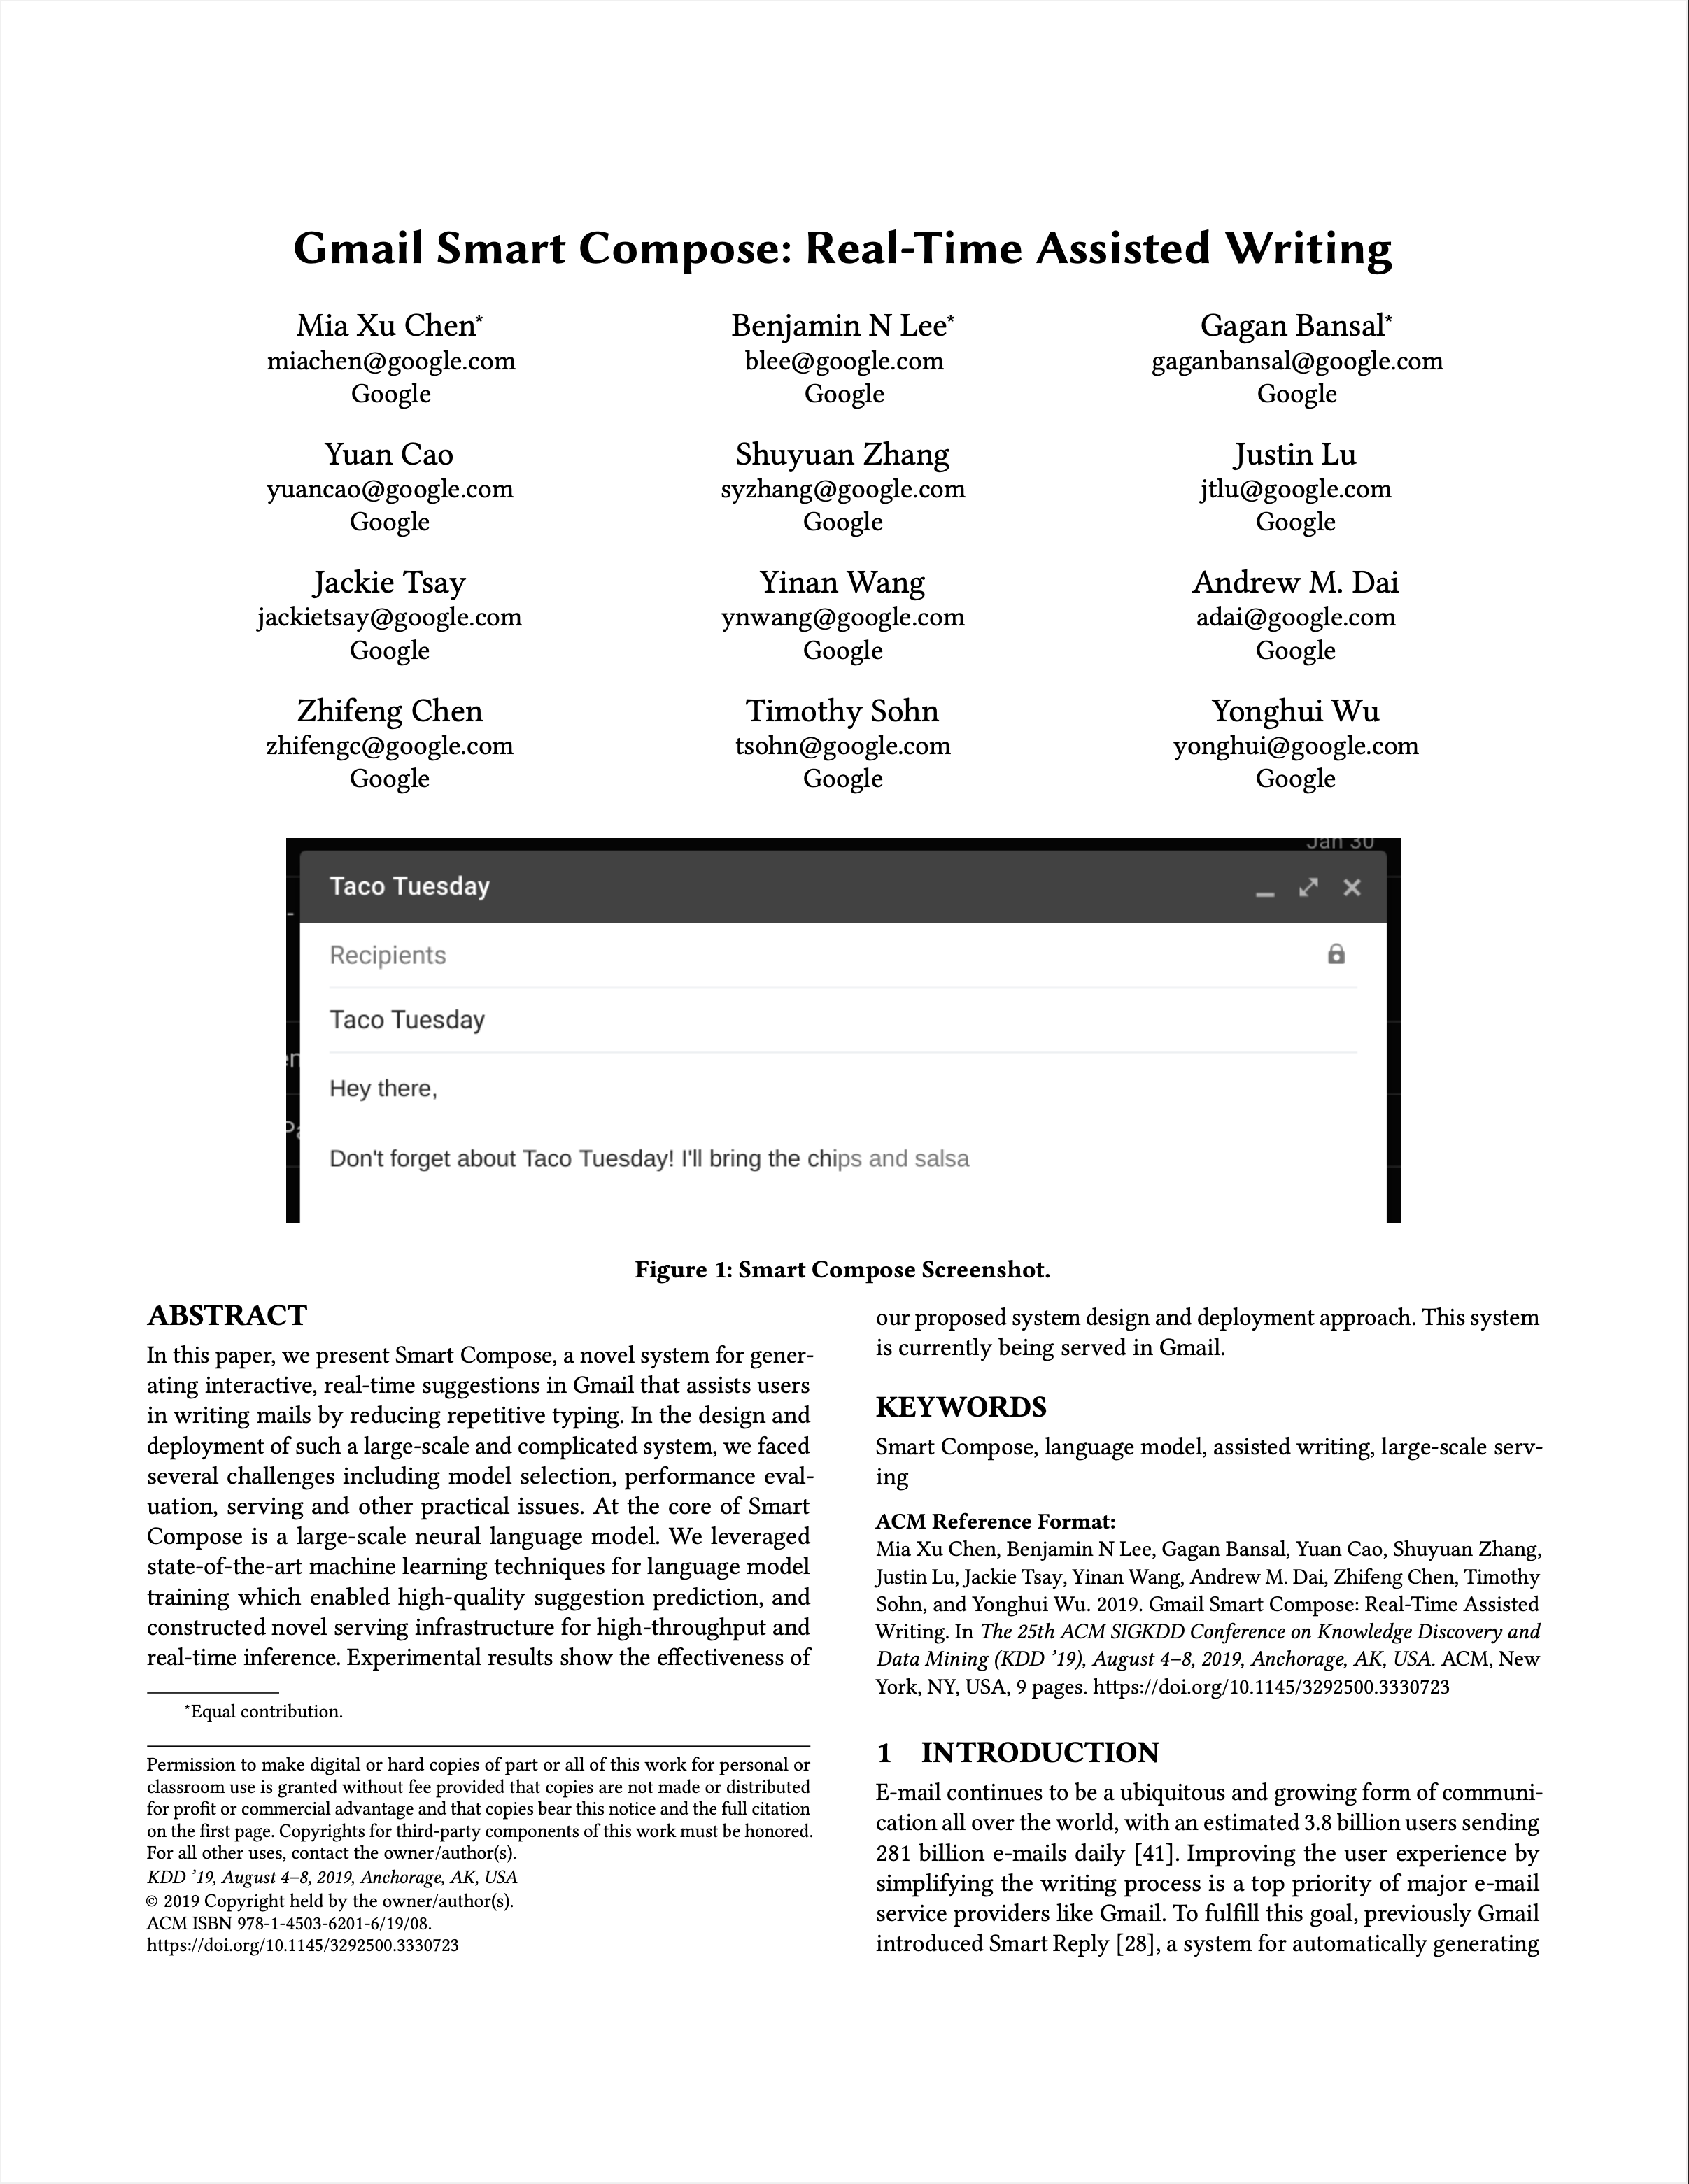 Gmail Smart Compose: Real-Time Assisted Writing
Mia Xu Chen*
miachen@google.com
Google
Benjamin N Lee*
blee@google.com
Google
Gagan Bansal*
gaganbansal@google.com
Google
Yuan Cao
yuancao@google.com
Google
Shuyuan Zhang
syzhang@google.com
Google
Justin Lu
jtlu@google.com
Google
Jackie Tsay
jackietsay@google.com
Google
Yinan Wang
ynwang@google.com
Google
Andrew M. Dai
adai@google.com
Google
Zhifeng Chen
zhifengc@google.com
Google
Timothy Sohn
tsohn@google.com
Google
Yonghui Wu
yonghui@google.com
Google
Jan 30
Taco Tuesday
Recipients
Taco Tuesday
Hey there,
Don't forget about Taco Tuesday! I'll bring the chips and salsa
Figure 1: Smart Compose Screenshot.
ABSTRACT
In this paper, we present Smart Compose, a novel system for gener-
ating interactive, real-time suggestions in Gmail that assists users
in writing mails by reducing repetitive typing. In the design and
deployment of such a large-scale and complicated system, we faced
several challenges including model selection, performance eval-
uation, serving and other practical issues. At the core of Smart
Compose is a large-scale neural language model. We leveraged
state-of-the-art machine learning techniques for language model
training which enabled high-quality suggestion prediction, and
constructed novel serving infrastructure for high-throughput and
real-time inference. Experimental results show the effectiveness of
*Equal contribution.
Permission to make digital or hard copies of part or all of this work for personal or
classroom use is granted without fee provided that copies are not made or distributed
for profit or commercial advantage and that copies bear this notice and the full citation
on the first page. Copyrights for third-party components of this work must be honored.
For all other uses, contact the owner/author(s).
KDD ’19, August 4–8, 2019, Anchorage, AK, USA
© 2019 Copyright held by the owner/author(s).
ACM ISBN 978-1-4503-6201-6/19/08.
https://doi.org/10.1145/3292500.3330723
our proposed system design and deployment approach. This system
is currently being served in Gmail.
KEYWORDS
Smart Compose, language model, assisted writing, large-scale serv-
ing
ACM Reference Format:
Mia Xu Chen, Benjamin N Lee, Gagan Bansal, Yuan Cao, Shuyuan Zhang,
Justin Lu, Jackie Tsay, Yinan Wang, Andrew M. Dai, Zhifeng Chen, Timothy
Sohn, and Yonghui Wu. 2019. Gmail Smart Compose: Real-Time Assisted
Writing. In The 25th ACM SIGKDD Conference on Knowledge Discovery and
Data Mining (KDD ’19), August 4–8, 2019, Anchorage, AK, USA. ACM, New
York, NY, USA, 9 pages. https://doi.org/10.1145/3292500.3330723
1 INTRODUCTION
E-mail continues to be a ubiquitous and growing form of communi-
cation all over the world, with an estimated 3.8 billion users sending
281 billion e-mails daily [41]. Improving the user experience by
simplifying the writing process is a top priority of major e-mail
service providers like Gmail. To fulfill this goal, previously Gmail
introduced Smart Reply [28], a system for automatically generating